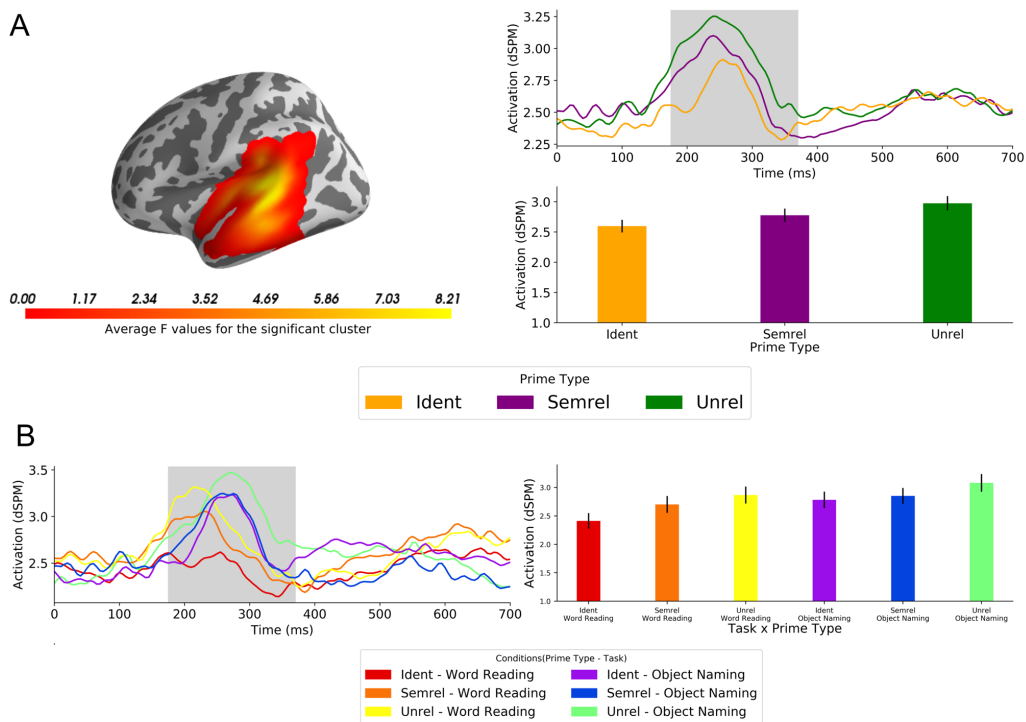 A
0.00 1.17 2.34 3.52 4.69 5.86 7.03 8.21
Average F values for the significant cluster
Activation (dSPM)
3.25
3.00
2.75
2.50
2.25
0 100 200 300 400 500 600 700
Time (ms)
Activation (dSPM)
3.0
2.5
2.0
1.5
1.0
Ident Semrel Unrel
Prime Type
Prime Type
Ident Semrel Unrel
B
Activation (dSPM)
3.5
3.0
2.5
0 100 200 300 400 500 600 700
Time (ms)
Activation (dSPM)
3.0
2.5
2.0
1.5
1.0
Ident Semrel Unrel Ident Semrel Unrel
Word Reading Word Reading Word Reading Object Naming Object Naming Object Naming
Task x Prime Type
Conditions(Prime Type - Task)
Ident - Word Reading Ident - Object Naming
Semrel - Word Reading Semrel - Object Naming
Unrel - Word Reading Unrel - Object Naming